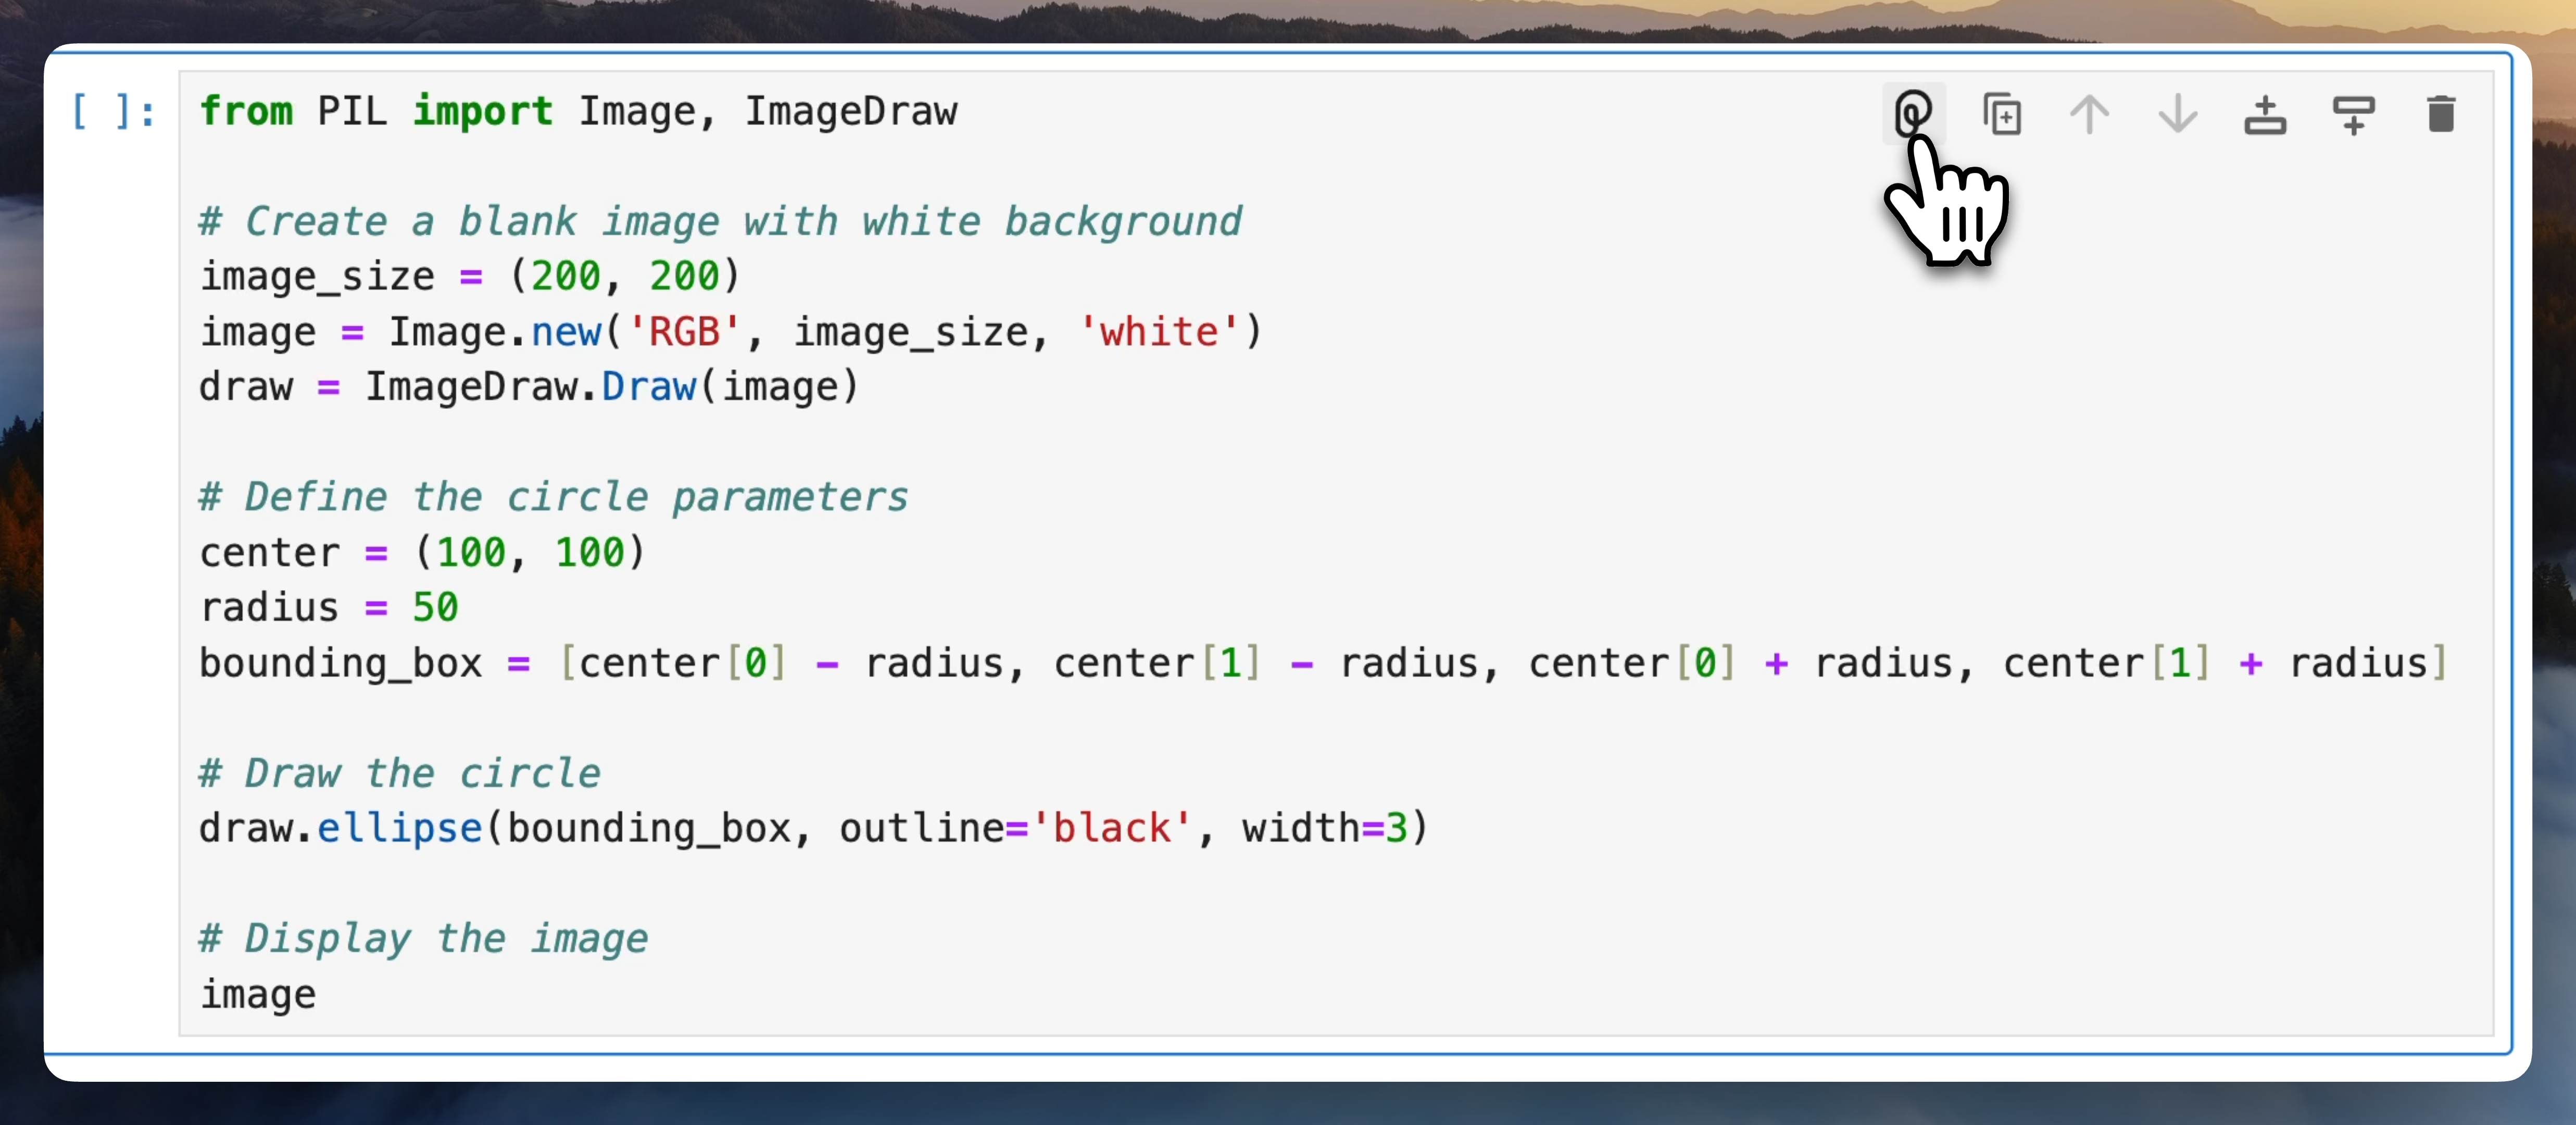 [ ]:
from PIL import Image, ImageDraw
# Create a blank image with white background
image_size = (200, 200)
image = Image.new('RGB', image_size, 'white')
draw = ImageDraw.Draw(image)
# Define the circle parameters
center = (100, 100)
radius = 50
bounding_box = [center[0] - radius, center[1] - radius, center[0] + radius, center[1] + radius]
# Draw the circle
draw.ellipse(bounding_box, outline='black', width=3)
# Display the image
image